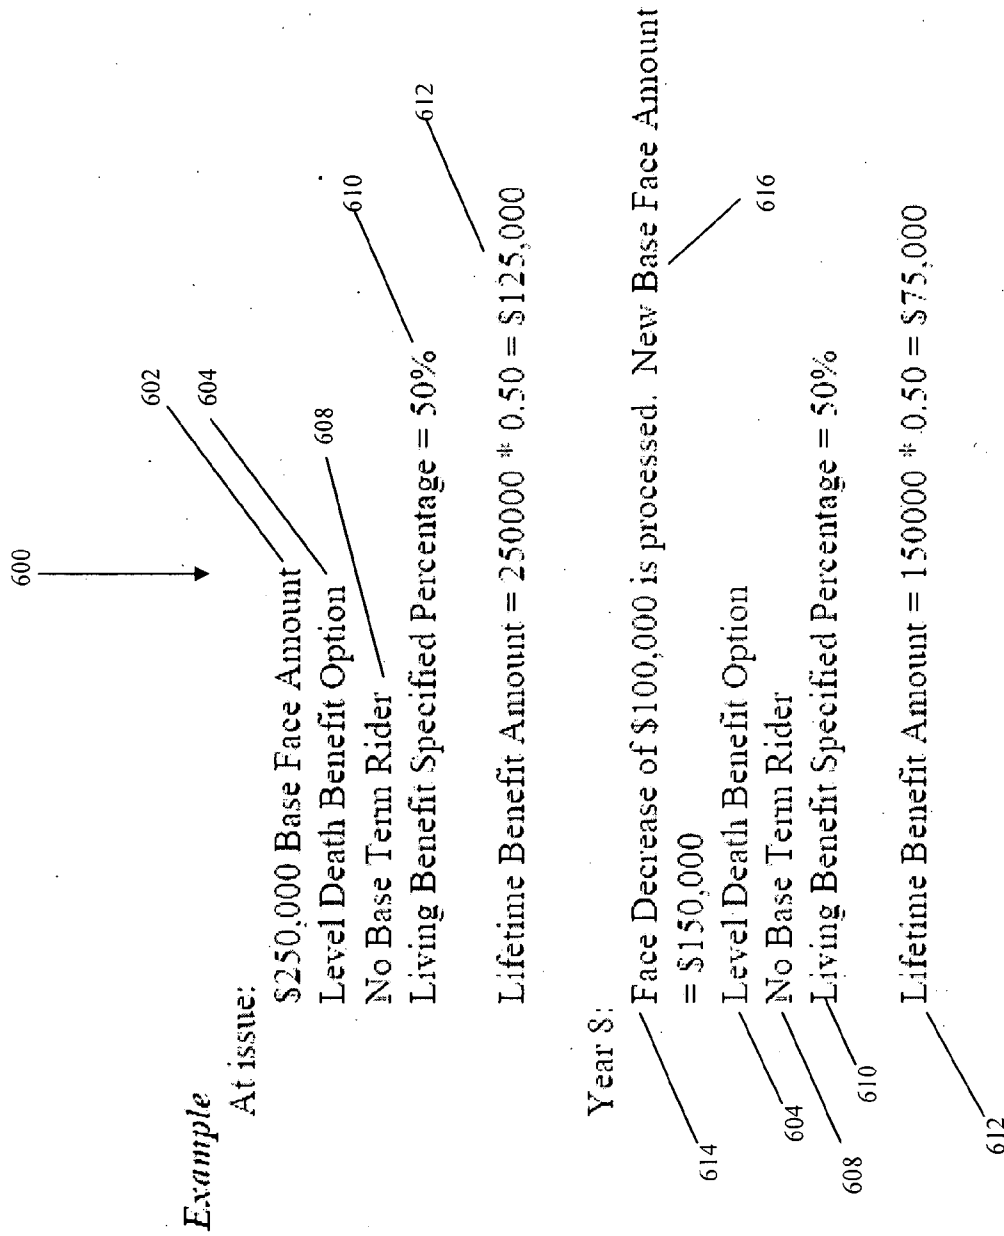 600
Example
At issue:
$250,000 Base Face Amount
602
Level Death Benefit Option
604
No Base Term Rider
608
Living Benefit Specified Percentage = 50%
610
Lifetime Benefit Amount = 250000 * 0.50 = $125,000
612
Year 8:
Face Decrease of $100,000 is processed. New Base Face Amount
= $150,000
614
616
Level Death Benefit Option
604
No Base Term Rider
608
Living Benefit Specified Percentage = 50%
610
Lifetime Benefit Amount = 150000 * 0.50 = $75,000
612